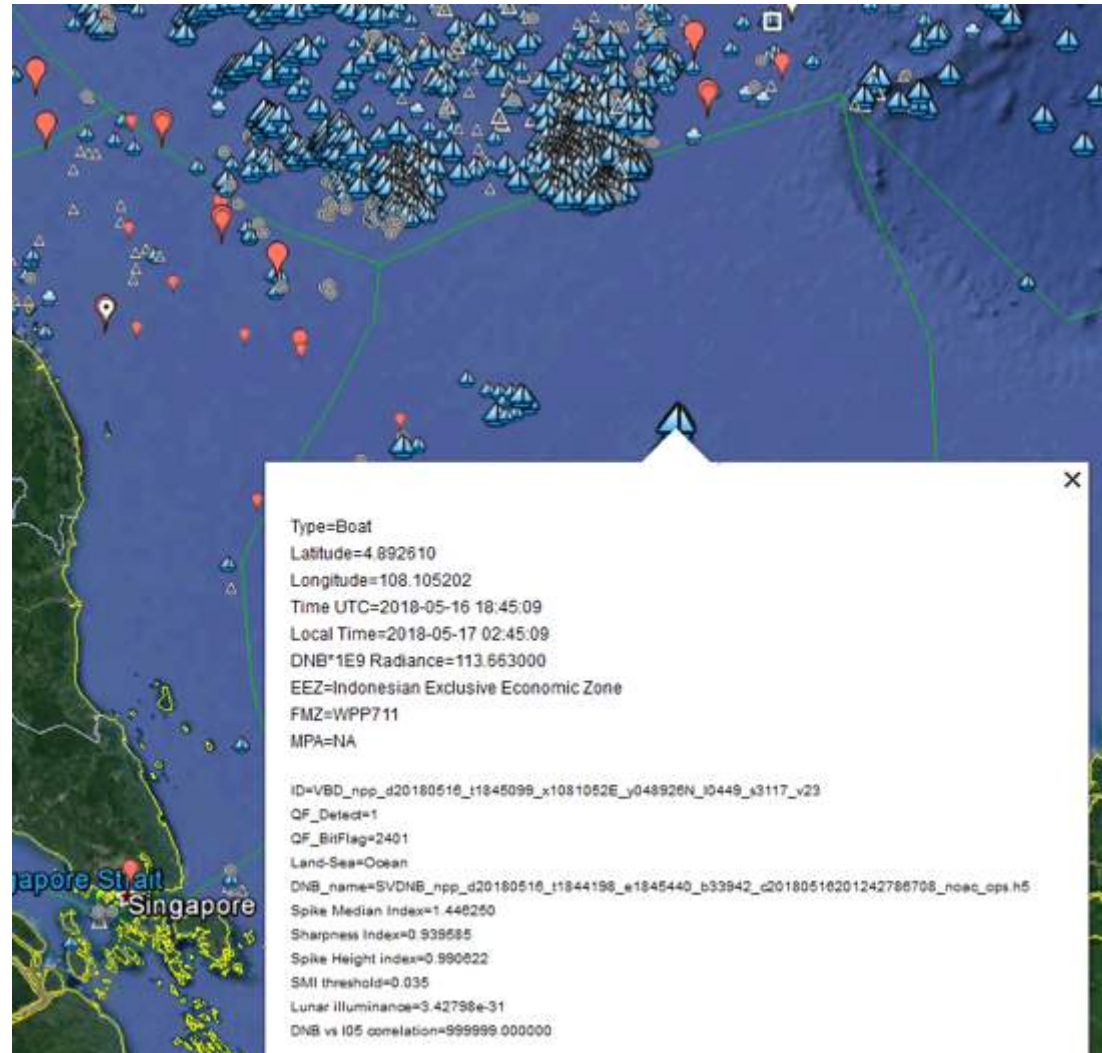 Type=Boat
Latitude=4.892610
Longitude=108.105202
Time UTC=2018-05-16 18:45:09
Local Time=2018-05-17 02:45:09
DNB*1E9 Radiance=113.663000
EEZ=Indonesian Exclusive Economic Zone
FMZ=WPP711
MPA=NA
ID=VBD_npp_d20180516_t1845099_x1081052E_y048926N_l0449_s3117_v23
QF_Detect=1
QF_BitFlag=2401
Land-Sea=Ocean
DNB_name=SVDNB_npp_d20180516_t1844198_e1845440_b33942_c20180516201242786708_noac_ops.h5
Spike Median Index=1.446250
Sharpness Index=0.939585
Spike Height index=0.990622
SMI threshold=0.035
Lunar illuminance=3.42798e-31
DNB vs I05 correlation=999999.000000
apore Strait
Singapore